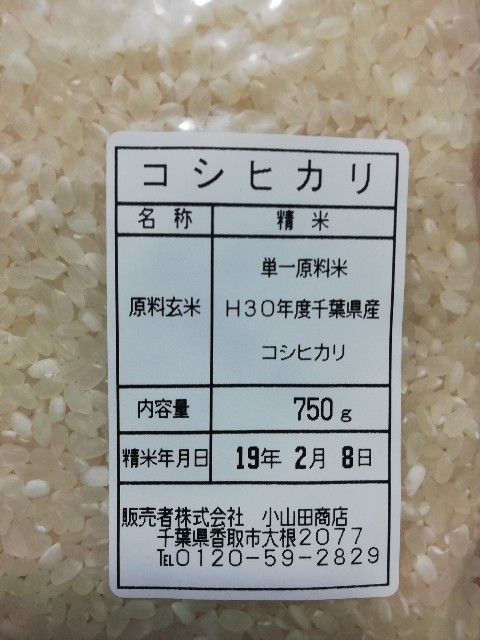 コシヒカリ
名称 精米
原料玄米 単一原料米
H30年度千葉県産
コシヒカリ
内容量 750g
精米年月日 19年 2月 8日
販売者株式会社 小山田商店
千葉県香取市大根2077
℡0120-59-2829